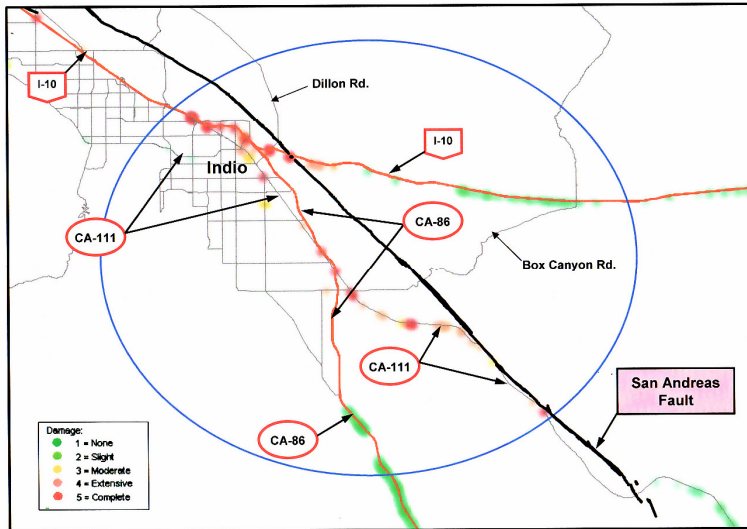 I-10
Dillon Rd.
I-10
Indio
CA-111
CA-86
Box Canyon Rd.
CA-111
San Andreas
Fault
CA-86
Damage:
1 = None
2 = Slight
3 = Moderate
4 = Extensive
5 = Complete